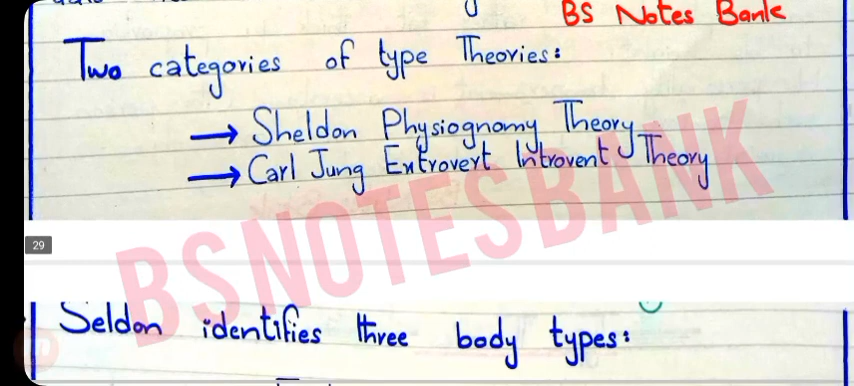 BS Notes Bank
Two categories of type Theories:
→ Sheldon Physiognomy Theory
→ Carl Jung Extrovert Introvent Theory
BSNOTESBANK
29
Seldon identifies three body types: